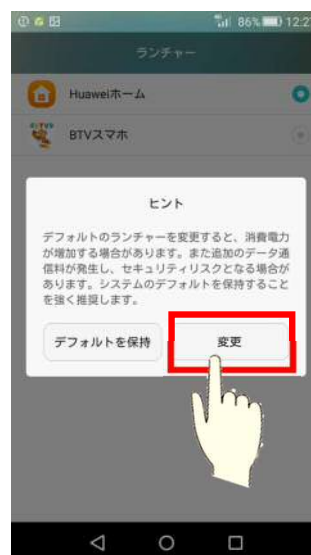 86% 12:2
ランチャー
Huaweiホーム
BTVスマホ
ヒント
デフォルトのランチャーを変更すると、消費電力
が増加する場合があります。また追加のデータ通
信料が発生し、セキュリティリスクとなる場合が
あります。システムのデフォルトを保持すること
を強く推奨します。
デフォルトを保持 変更